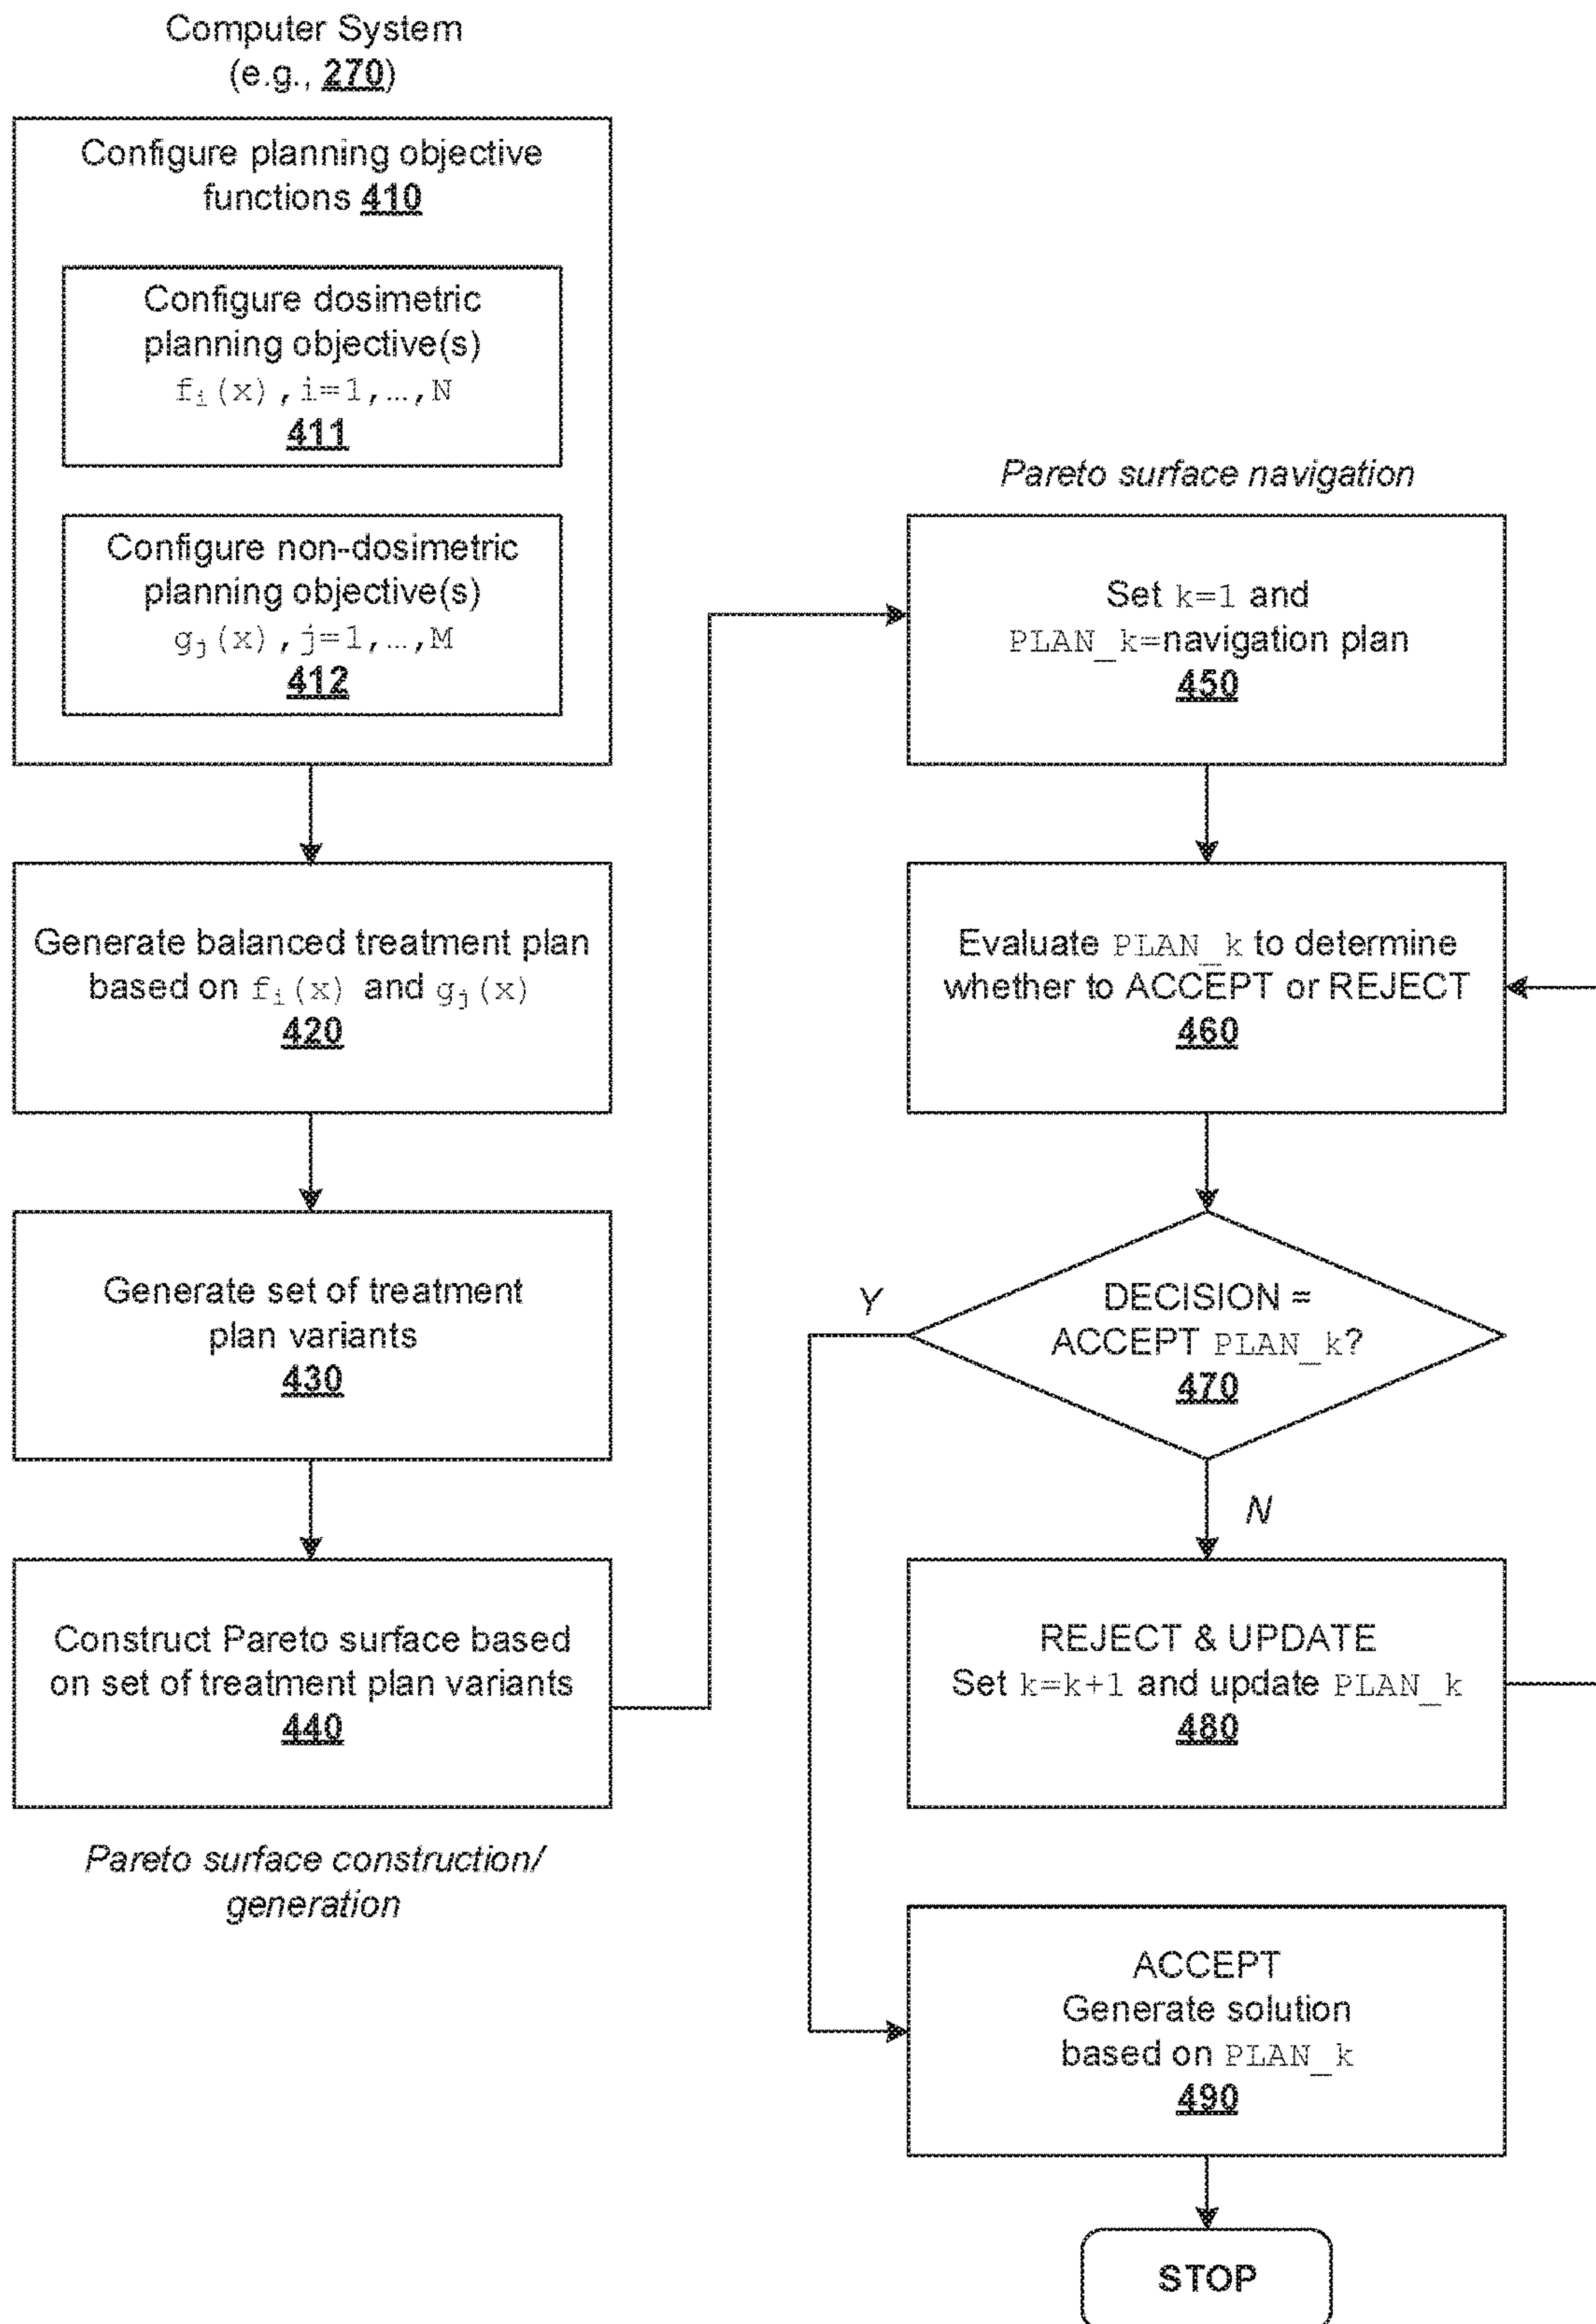 Computer System
(e.g., 270)
Configure planning objective
functions 410
Configure dosimetric
planning objective(s)
fᵢ(x),i=1,…,N
411
Configure non-dosimetric
planning objective(s)
gⱼ(x),j=1,…,M
412
Generate balanced treatment plan
based on fᵢ(x) and gⱼ(x)
420
Generate set of treatment
plan variants
430
Construct Pareto surface based
on set of treatment plan variants
440
Pareto surface construction/
generation
Pareto surface navigation
Set k=1 and
PLAN_k=navigation plan
450
Evaluate PLAN_k to determine
whether to ACCEPT or REJECT
460
DECISION =
ACCEPT PLAN_k?
470
Y
N
REJECT & UPDATE
Set k=k+1 and update PLAN_k
480
ACCEPT
Generate solution
based on PLAN_k
490
STOP